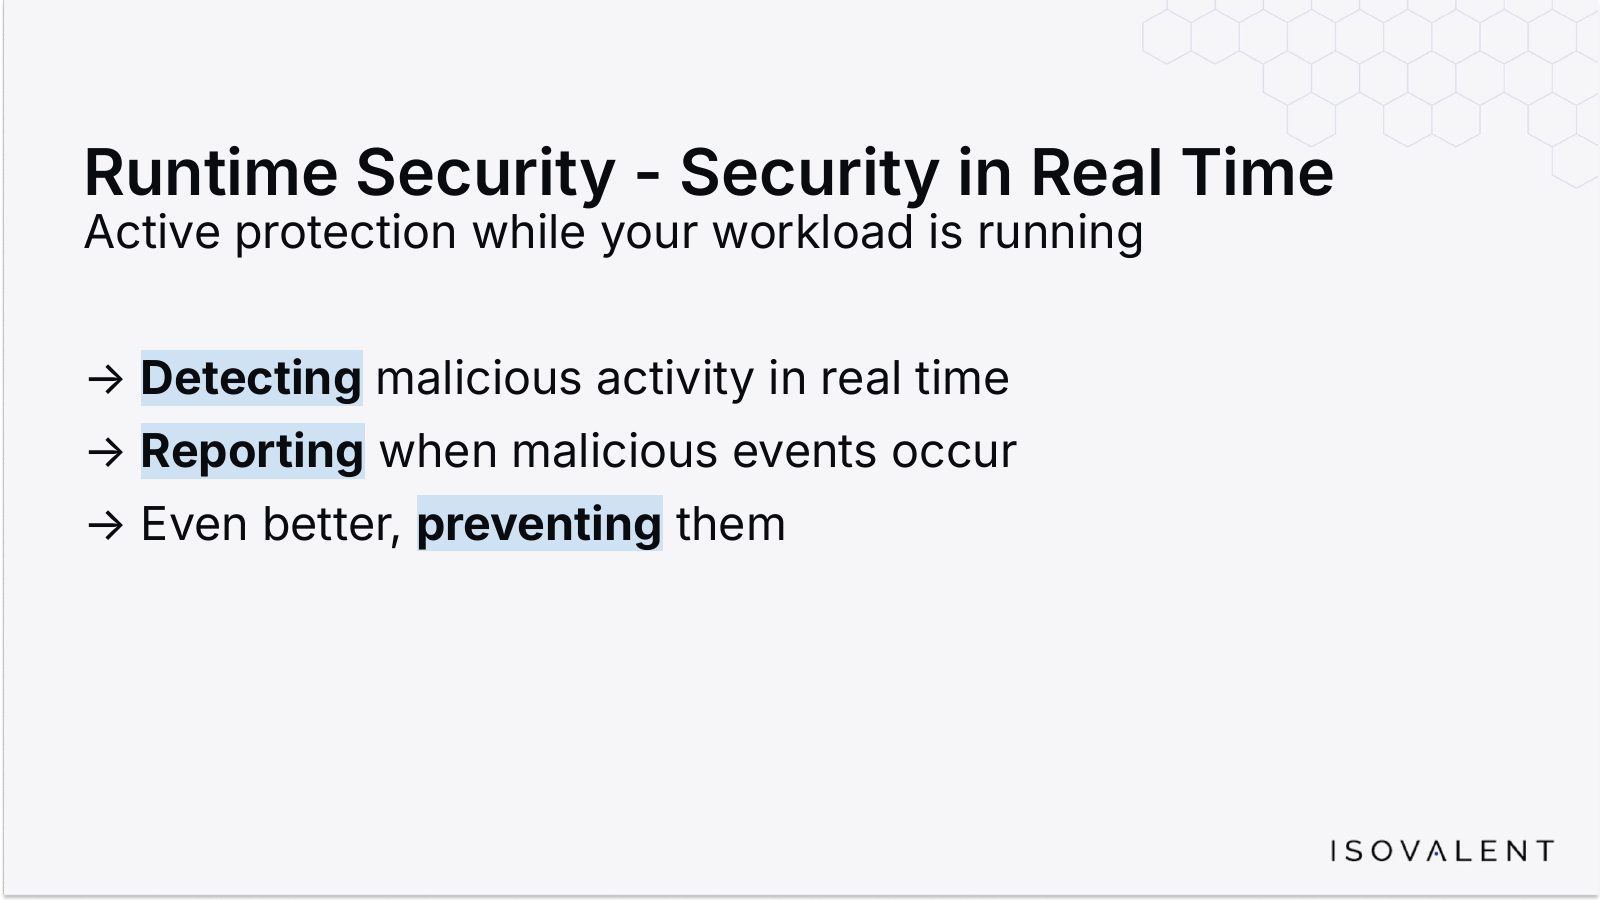 Runtime Security - Security in Real Time
Active protection while your workload is running
→ Detecting malicious activity in real time
→ Reporting when malicious events occur
→ Even better, preventing them
ISOVALENT